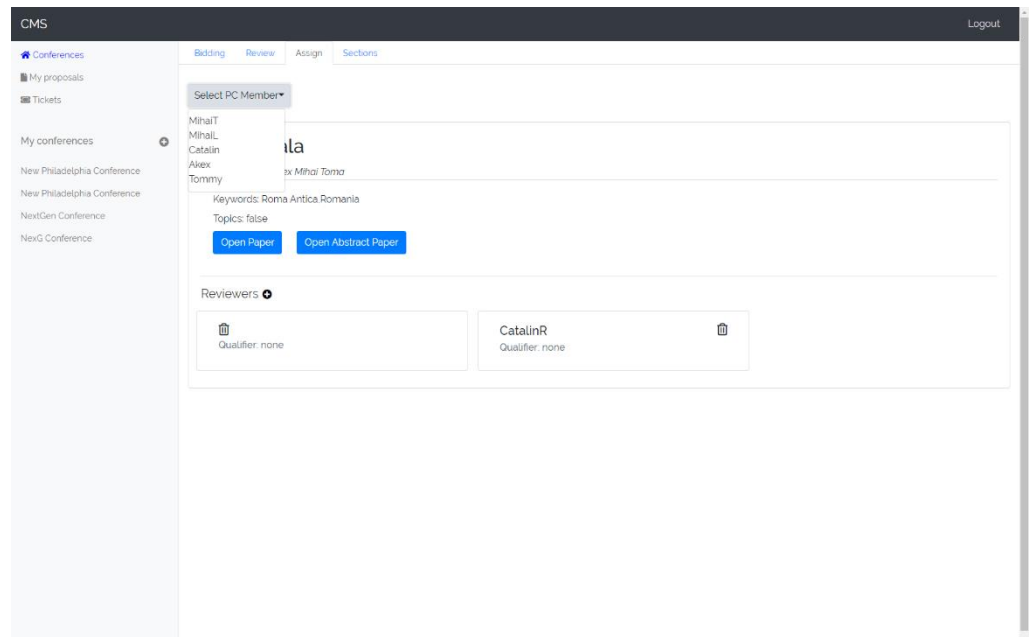 CMS
Logout
Conferences
My proposals
Tickets
My conferences
New Philadelphia Conference
New Philadelphia Conference
NextGen Conference
NexG Conference
Bidding Review Assign Sections
Select PC Member
MihaiT
MihaiL
Catalin
Akex
Tommy
Mihai Toma
Keywords: Roma Antica,Romania
Topics: false
Open Paper Open Abstract Paper
Reviewers
Qualifier: none
CatalinR
Qualifier: none